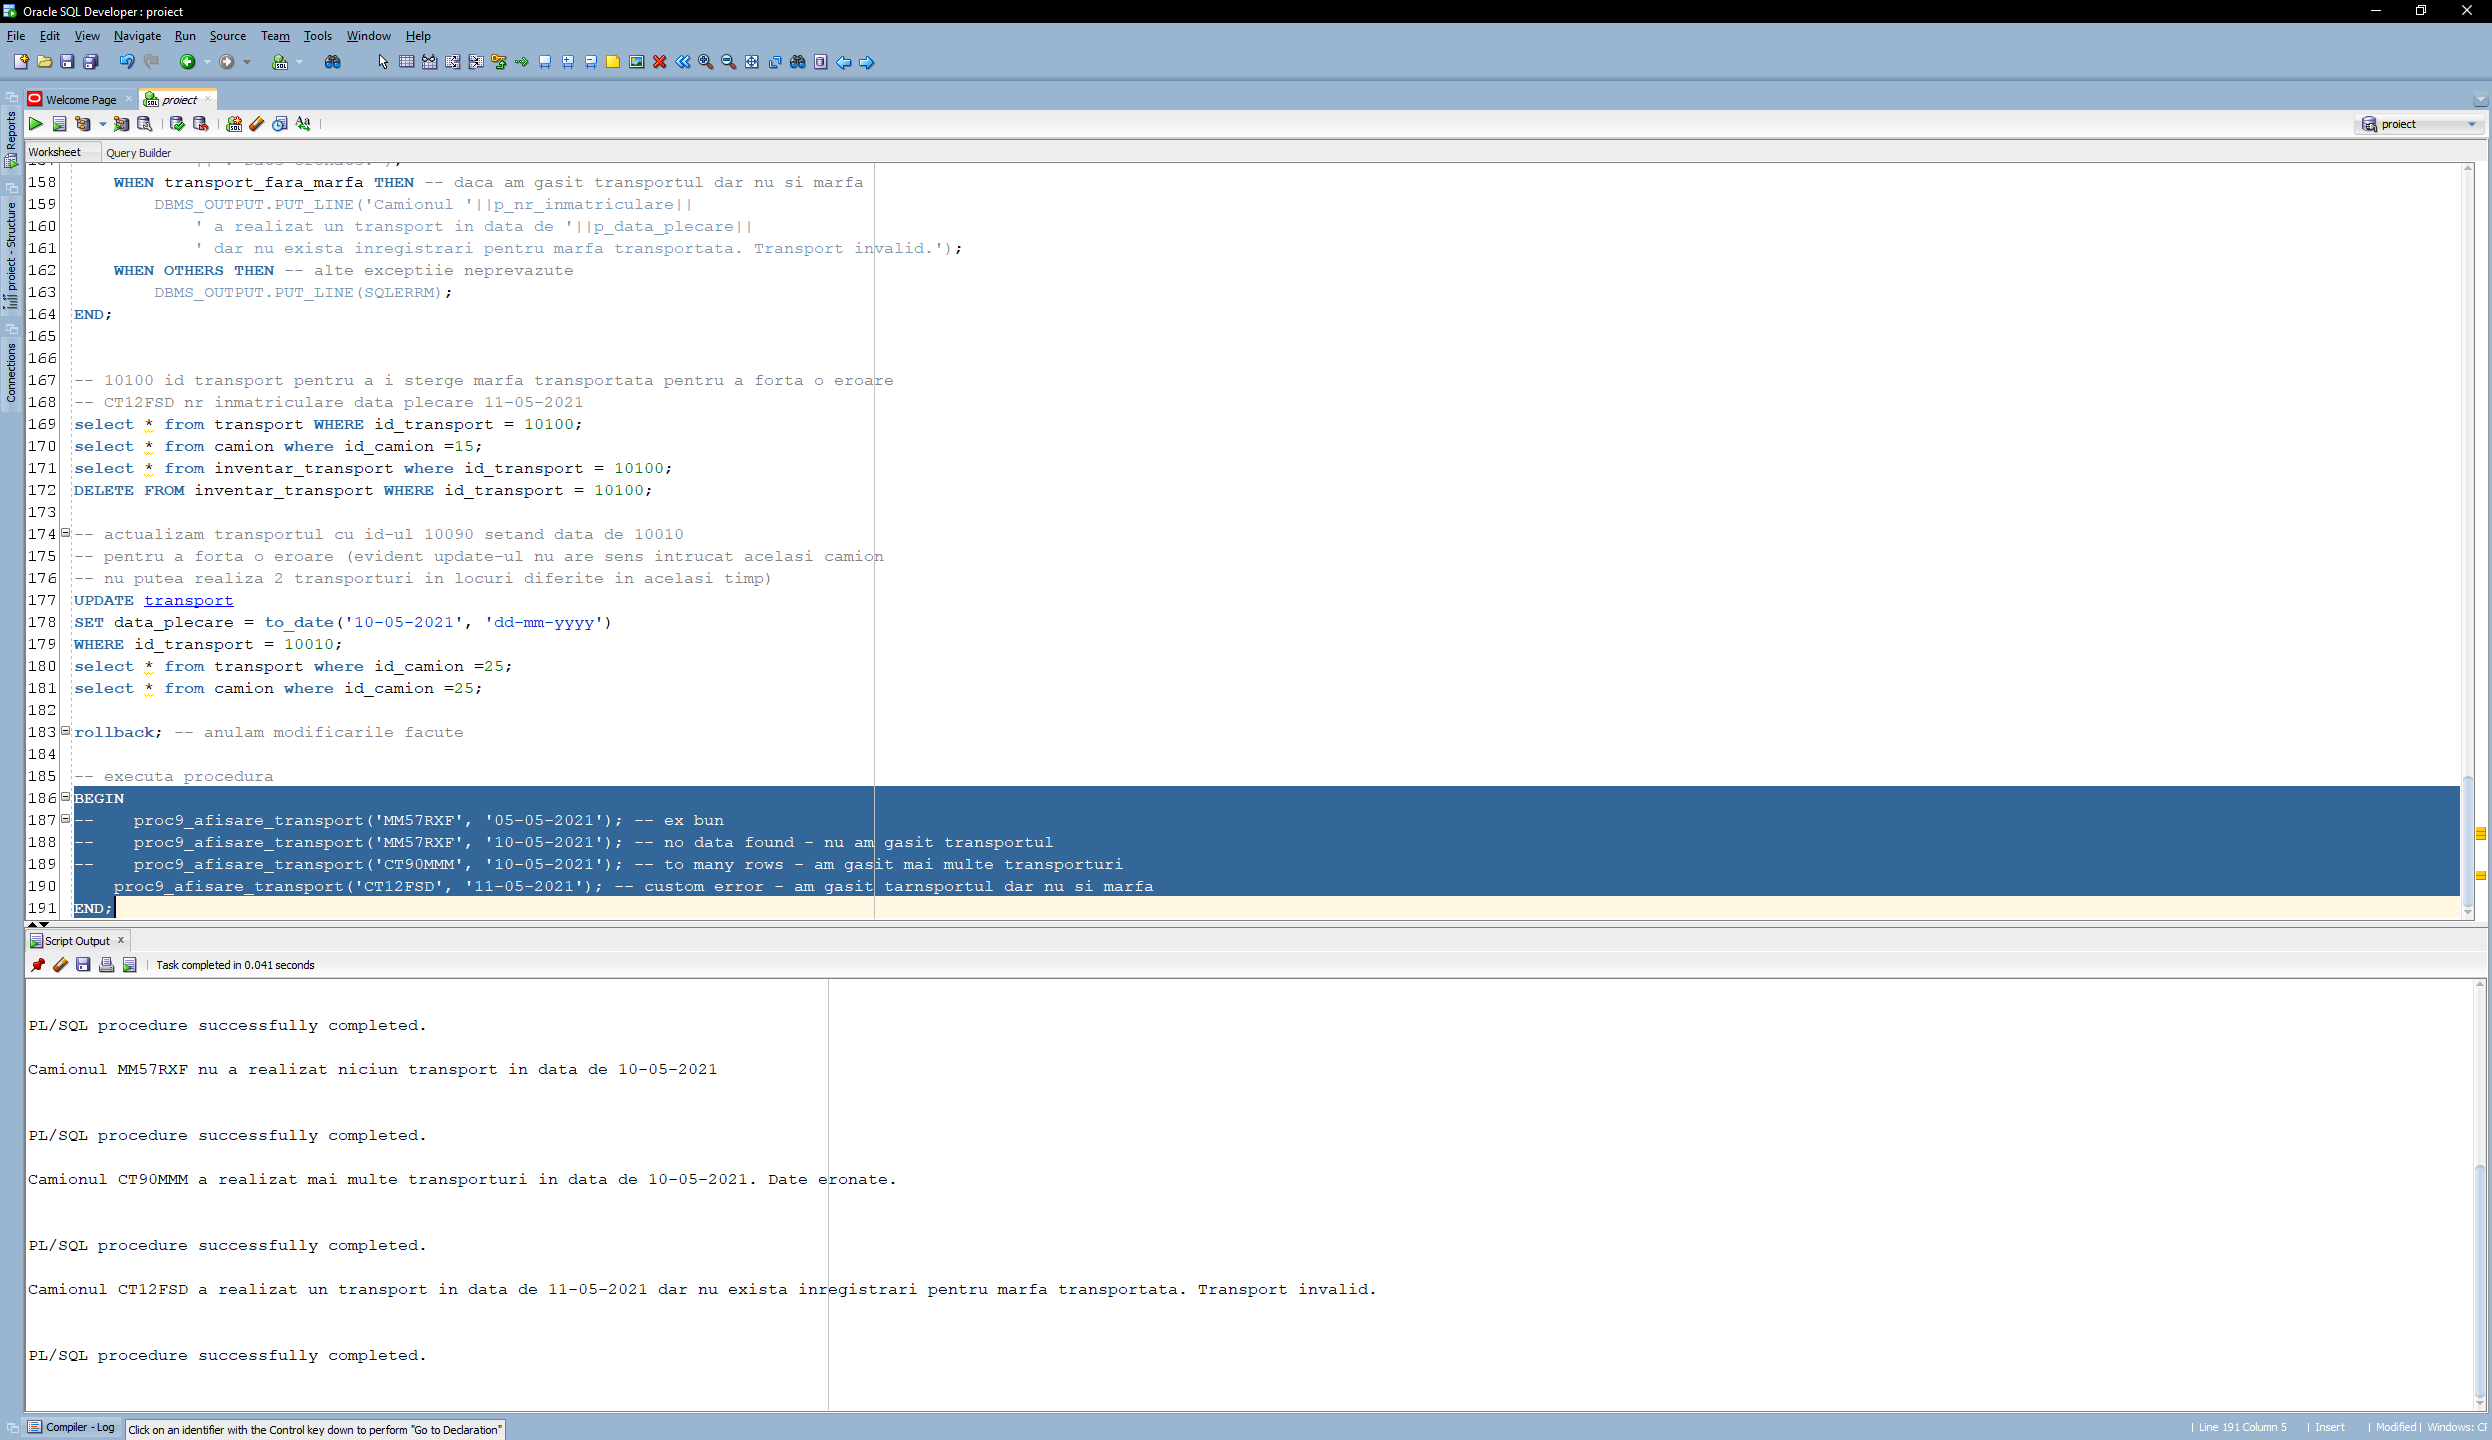 Oracle SQL Developer : proiect
File Edit View Navigate Run Source Team Tools Window Help
Reports
proiect - Structure
Connections
Welcome Page
proiect
proiect
Worksheet Query Builder
158 WHEN transport_fara_marfa THEN -- daca am gasit transportul dar nu si marfa
159 DBMS_OUTPUT.PUT_LINE('Camionul '||p_nr_inmatriculare||
160 ' a realizat un transport in data de '||p_data_plecare||
161 ' dar nu exista inregistrari pentru marfa transportata. Transport invalid.');
162 WHEN OTHERS THEN -- alte exceptiie neprevazute
163 DBMS_OUTPUT.PUT_LINE(SQLERRM);
164 END;
165
166
167 -- 10100 id transport pentru a i sterge marfa transportata pentru a forta o eroare
168 -- CT12FSD nr inmatriculare data plecare 11-05-2021
169 select * from transport WHERE id_transport = 10100;
170 select * from camion where id_camion =15;
171 select * from inventar_transport where id_transport = 10100;
172 DELETE FROM inventar_transport WHERE id_transport = 10100;
173
174 -- actualizam transportul cu id-ul 10090 setand data de 10010
175 -- pentru a forta o eroare (evident update-ul nu are sens intrucat acelasi camion
176 -- nu putea realiza 2 transporturi in locuri diferite in acelasi timp)
177 UPDATE transport
178 SET data_plecare = to_date('10-05-2021', 'dd-mm-yyyy')
179 WHERE id_transport = 10010;
180 select * from transport where id_camion =25;
181 select * from camion where id_camion =25;
182
183 rollback; -- anulam modificarile facute
184
185 -- executa procedura
186 BEGIN
187 -- proc9_afisare_transport('MM57RXF', '05-05-2021'); -- ex bun
188 -- proc9_afisare_transport('MM57RXF', '10-05-2021'); -- no data found - nu am gasit transportul
189 -- proc9_afisare_transport('CT90MMM', '10-05-2021'); -- to many rows - am gasit mai multe transporturi
190 proc9_afisare_transport('CT12FSD', '11-05-2021'); -- custom error - am gasit tarnsportul dar nu si marfa
191 END;
Script Output x
Task completed in 0.041 seconds
PL/SQL procedure successfully completed.
Camionul MM57RXF nu a realizat niciun transport in data de 10-05-2021
PL/SQL procedure successfully completed.
Camionul CT90MMM a realizat mai multe transporturi in data de 10-05-2021. Date eronate.
PL/SQL procedure successfully completed.
Camionul CT12FSD a realizat un transport in data de 11-05-2021 dar nu exista inregistrari pentru marfa transportata. Transport invalid.
PL/SQL procedure successfully completed.
Compiler - Log
Click on an identifier with the Control key down to perform "Go to Declaration"
| Line 191 Column 5 | Insert | Modified | Windows: